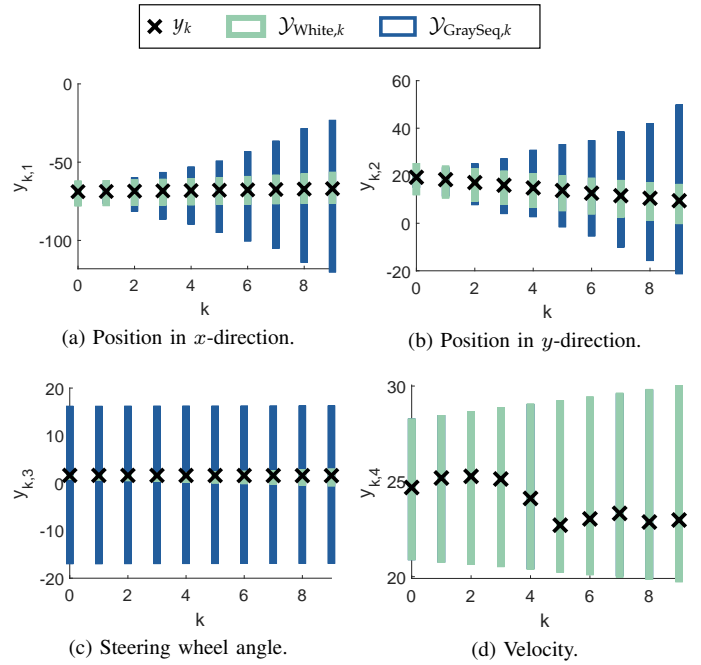 y_k 𝒴_White,k 𝒴_GraySeq,k
0
-50
-100
y_k,1
0 2 4 6 8
k
(a) Position in x-direction.
60
40
20
0
-20
y_k,2
0 2 4 6 8
k
(b) Position in y-direction.
20
10
0
-10
-20
y_k,3
0 2 4 6 8
k
(c) Steering wheel angle.
30
25
20
y_k,4
0 2 4 6 8
k
(d) Velocity.